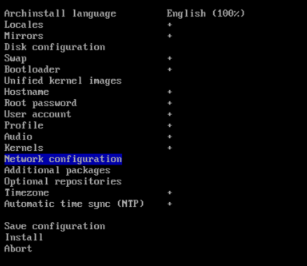 Archinstall language English (100%)
Locales +
Mirrors +
Disk configuration
Swap +
Bootloader +
Unified kernel images
Hostname +
Root password +
User account +
Profile +
Audio +
Kernels +
Network configuration
Additional packages
Optional repositories
Timezone +
Automatic time sync (NTP) +
Save configuration
Install
Abort